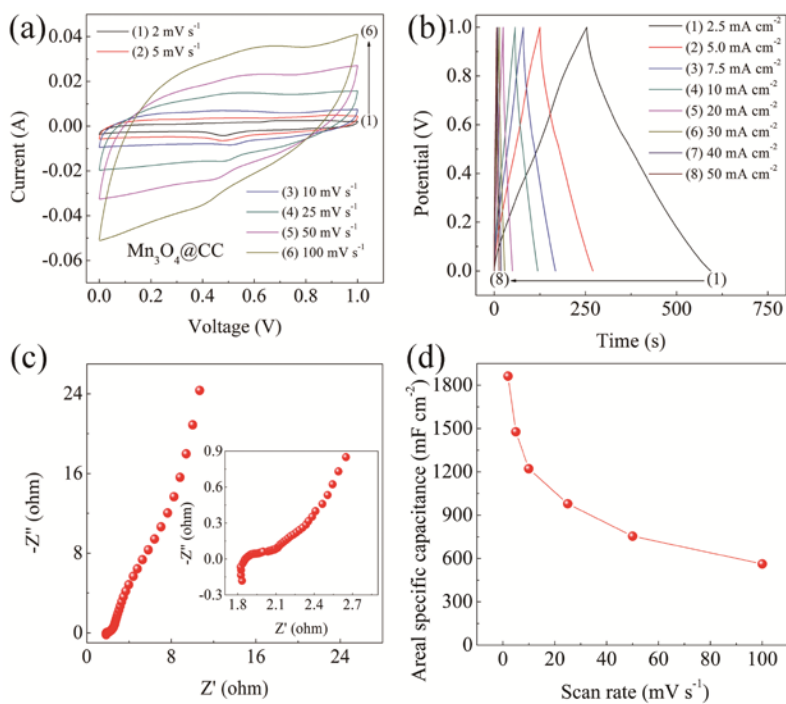 (a)
(1) 2 mV s⁻¹
(2) 5 mV s⁻¹
(6)
(1)
(3) 10 mV s⁻¹
(4) 25 mV s⁻¹
(5) 50 mV s⁻¹
(6) 100 mV s⁻¹
Mn₃O₄@CC
0.04
0.02
0.00
-0.02
-0.04
-0.06
Current (A)
0.0 0.2 0.4 0.6 0.8 1.0
Voltage (V)
(b)
(1) 2.5 mA cm⁻²
(2) 5.0 mA cm⁻²
(3) 7.5 mA cm⁻²
(4) 10 mA cm⁻²
(5) 20 mA cm⁻²
(6) 30 mA cm⁻²
(7) 40 mA cm⁻²
(8) 50 mA cm⁻²
(8) (1)
1.0
0.8
0.6
0.4
0.2
0.0
Potential (V)
0 250 500 750
Time (s)
(c)
24
16
8
0
-Z'' (ohm)
0 8 16 24
Z' (ohm)
0.9
0.6
0.3
0.0
-0.3
-Z'' (ohm)
1.8 2.1 2.4 2.7
Z' (ohm)
(d)
1800
1500
1200
900
600
300
0
Areal specific capacitance (mF cm⁻²)
0 20 40 60 80 100
Scan rate (mV s⁻¹)